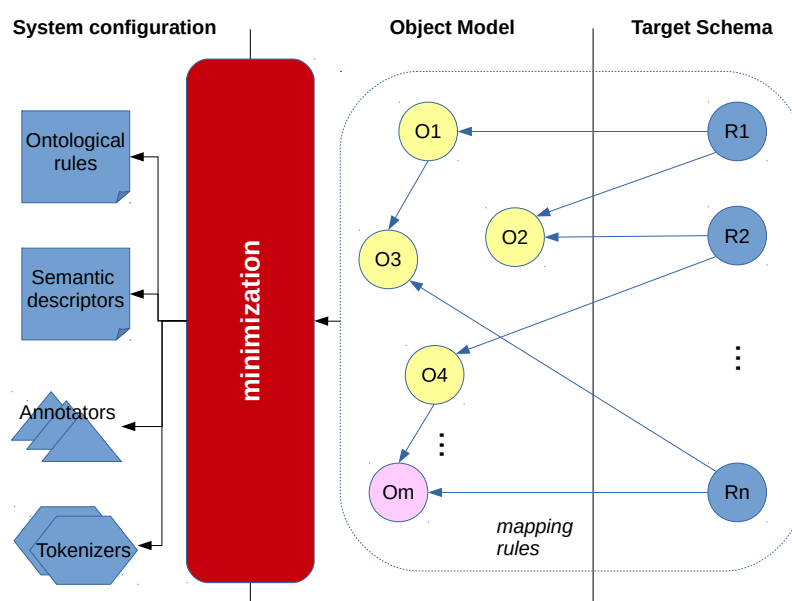 System configuration
Object Model
Target Schema
Ontological
rules
Semantic
descriptors
Annotators
Tokenizers
minimization
O1
O2
O3
O4
...
Om
mapping
rules
R1
R2
...
Rn